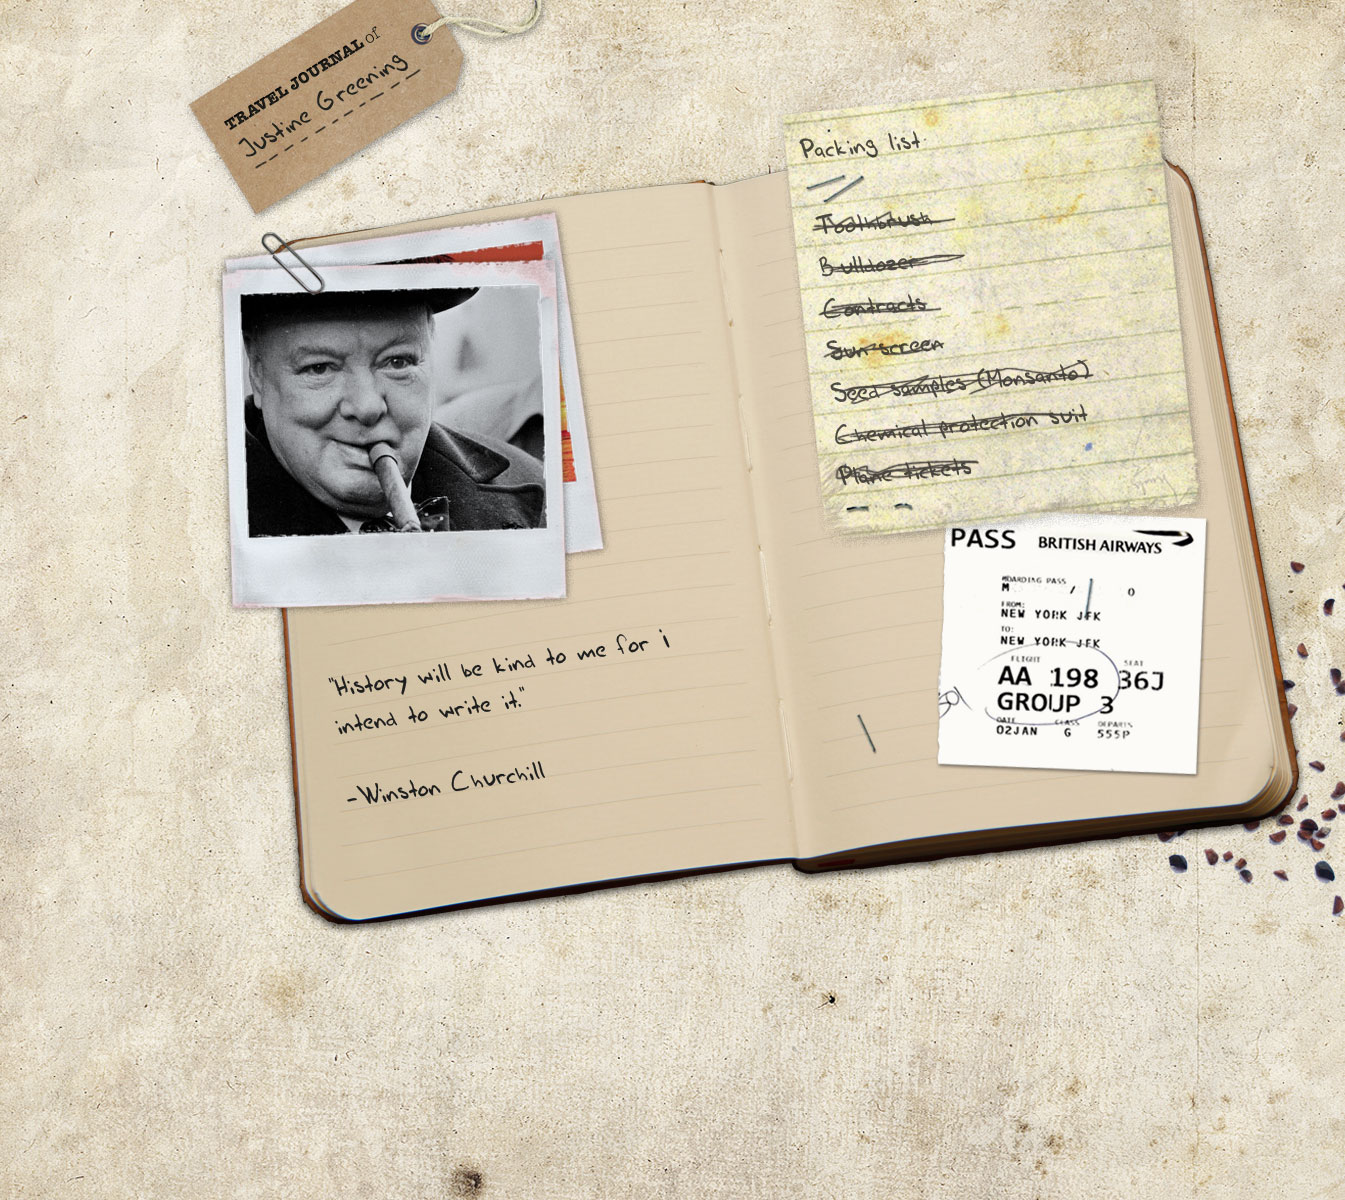 TRAVEL JOURNAL of
Justine Greening
Packing list
Toothbrush
Bulldozer
Contracts
Sun screen
Seed samples (Monsanto)
Chemical protection suit
Plane tickets
"History will be kind to me for i
intend to write it."
-Winston Churchill
PASS BRITISH AIRWAYS
BOARDING PASS
M / 0
FROM:
NEW YORK JFK
TO:
NEW YORK JFK
FLIGHT SEAT
AA 198 36J
GROUP 3
DATE CLASS DEPARTS
02JAN G 555P